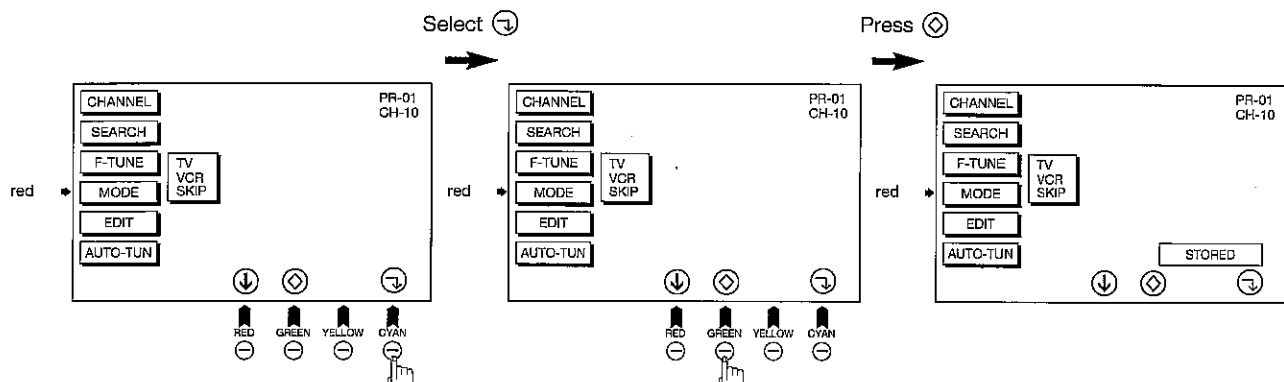 Select
Press
CHANNEL
SEARCH
F-TUNE
MODE
EDIT
AUTO-TUN
TV
VCR
SKIP
PR-01
CH-10
red
RED GREEN YELLOW CYAN
CHANNEL
SEARCH
F-TUNE
MODE
EDIT
AUTO-TUN
TV
VCR
SKIP
PR-01
CH-10
red
RED GREEN YELLOW CYAN
CHANNEL
SEARCH
F-TUNE
MODE
EDIT
AUTO-TUN
TV
VCR
SKIP
PR-01
CH-10
red
STORED